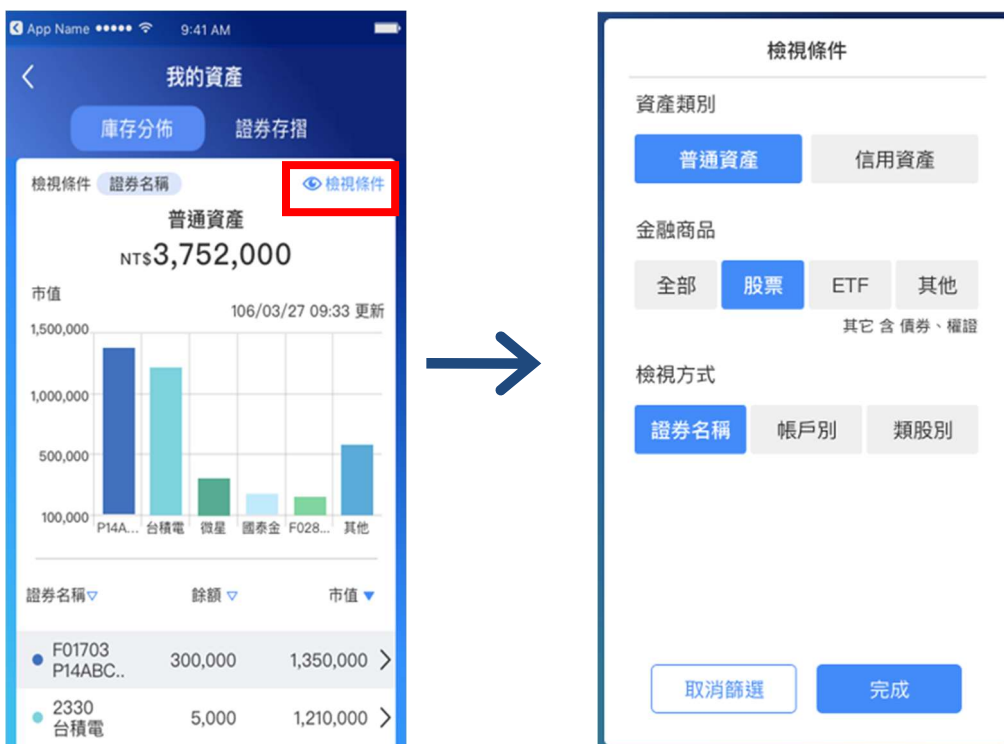 App Name 9:41 AM
我的資產
庫存分佈 證券存摺
檢視條件 證券名稱 檢視條件
普通資產
NT$3,752,000
市值
106/03/27 09:33 更新
1,500,000
1,000,000
500,000
100,000
P14A... 台積電 微星 國泰金 F028... 其他
證券名稱▽ 餘額▽ 市值▼
F01703
P14ABC..
300,000 1,350,000
2330
台積電
5,000 1,210,000
檢視條件
資產類別
普通資產 信用資產
金融商品
全部 股票 ETF 其他
其它 含 債券、權證
檢視方式
證券名稱 帳戶別 類股別
取消篩選 完成